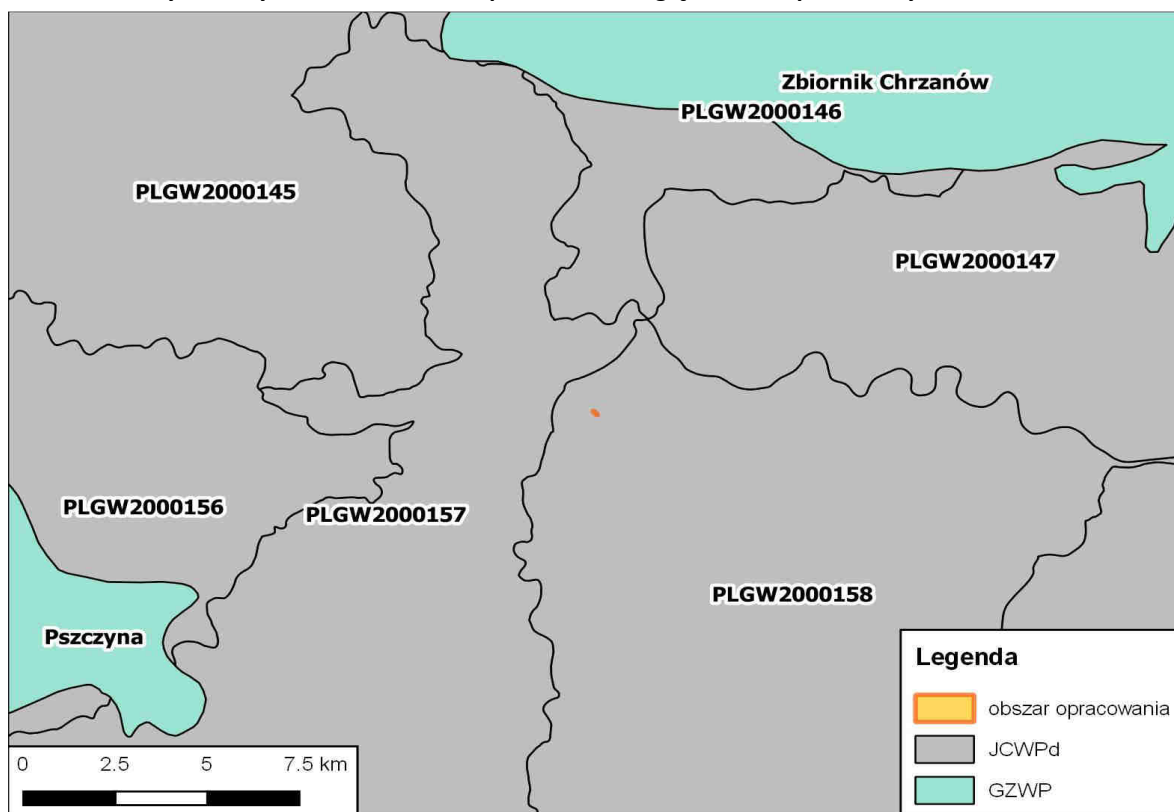 Zbiornik Chrzanów
PLGW2000146
PLGW2000145
PLGW2000147
PLGW2000156
PLGW2000157
PLGW2000158
Pszczyna
Legenda
obszar opracowania
JCWPd
GZWP
0 2.5 5 7.5 km